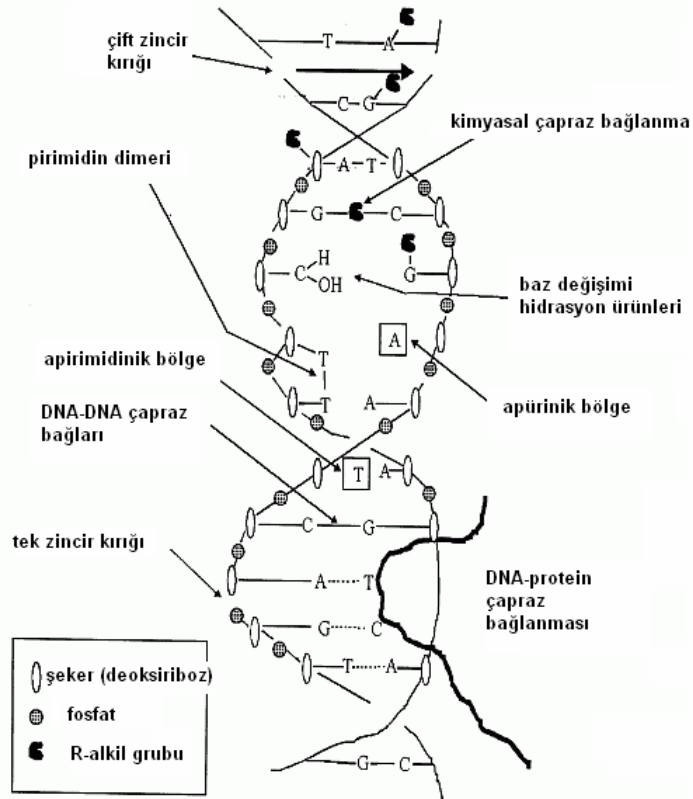 çift zincir
kırığı
T A
C G
kimyasal çapraz bağlanma
pirimidin dimeri
A T
G C
C H
OH
G
baz değişimi
hidrasyon ürünleri
A
T
apirimidinik bölge
T A
apürinik bölge
DNA-DNA çapraz
bağları
T A
C G
tek zincir kırığı
A T
DNA-protein
çapraz
bağlanması
G C
T A
şeker (deoksiriboz)
fosfat
R-alkil grubu
G C